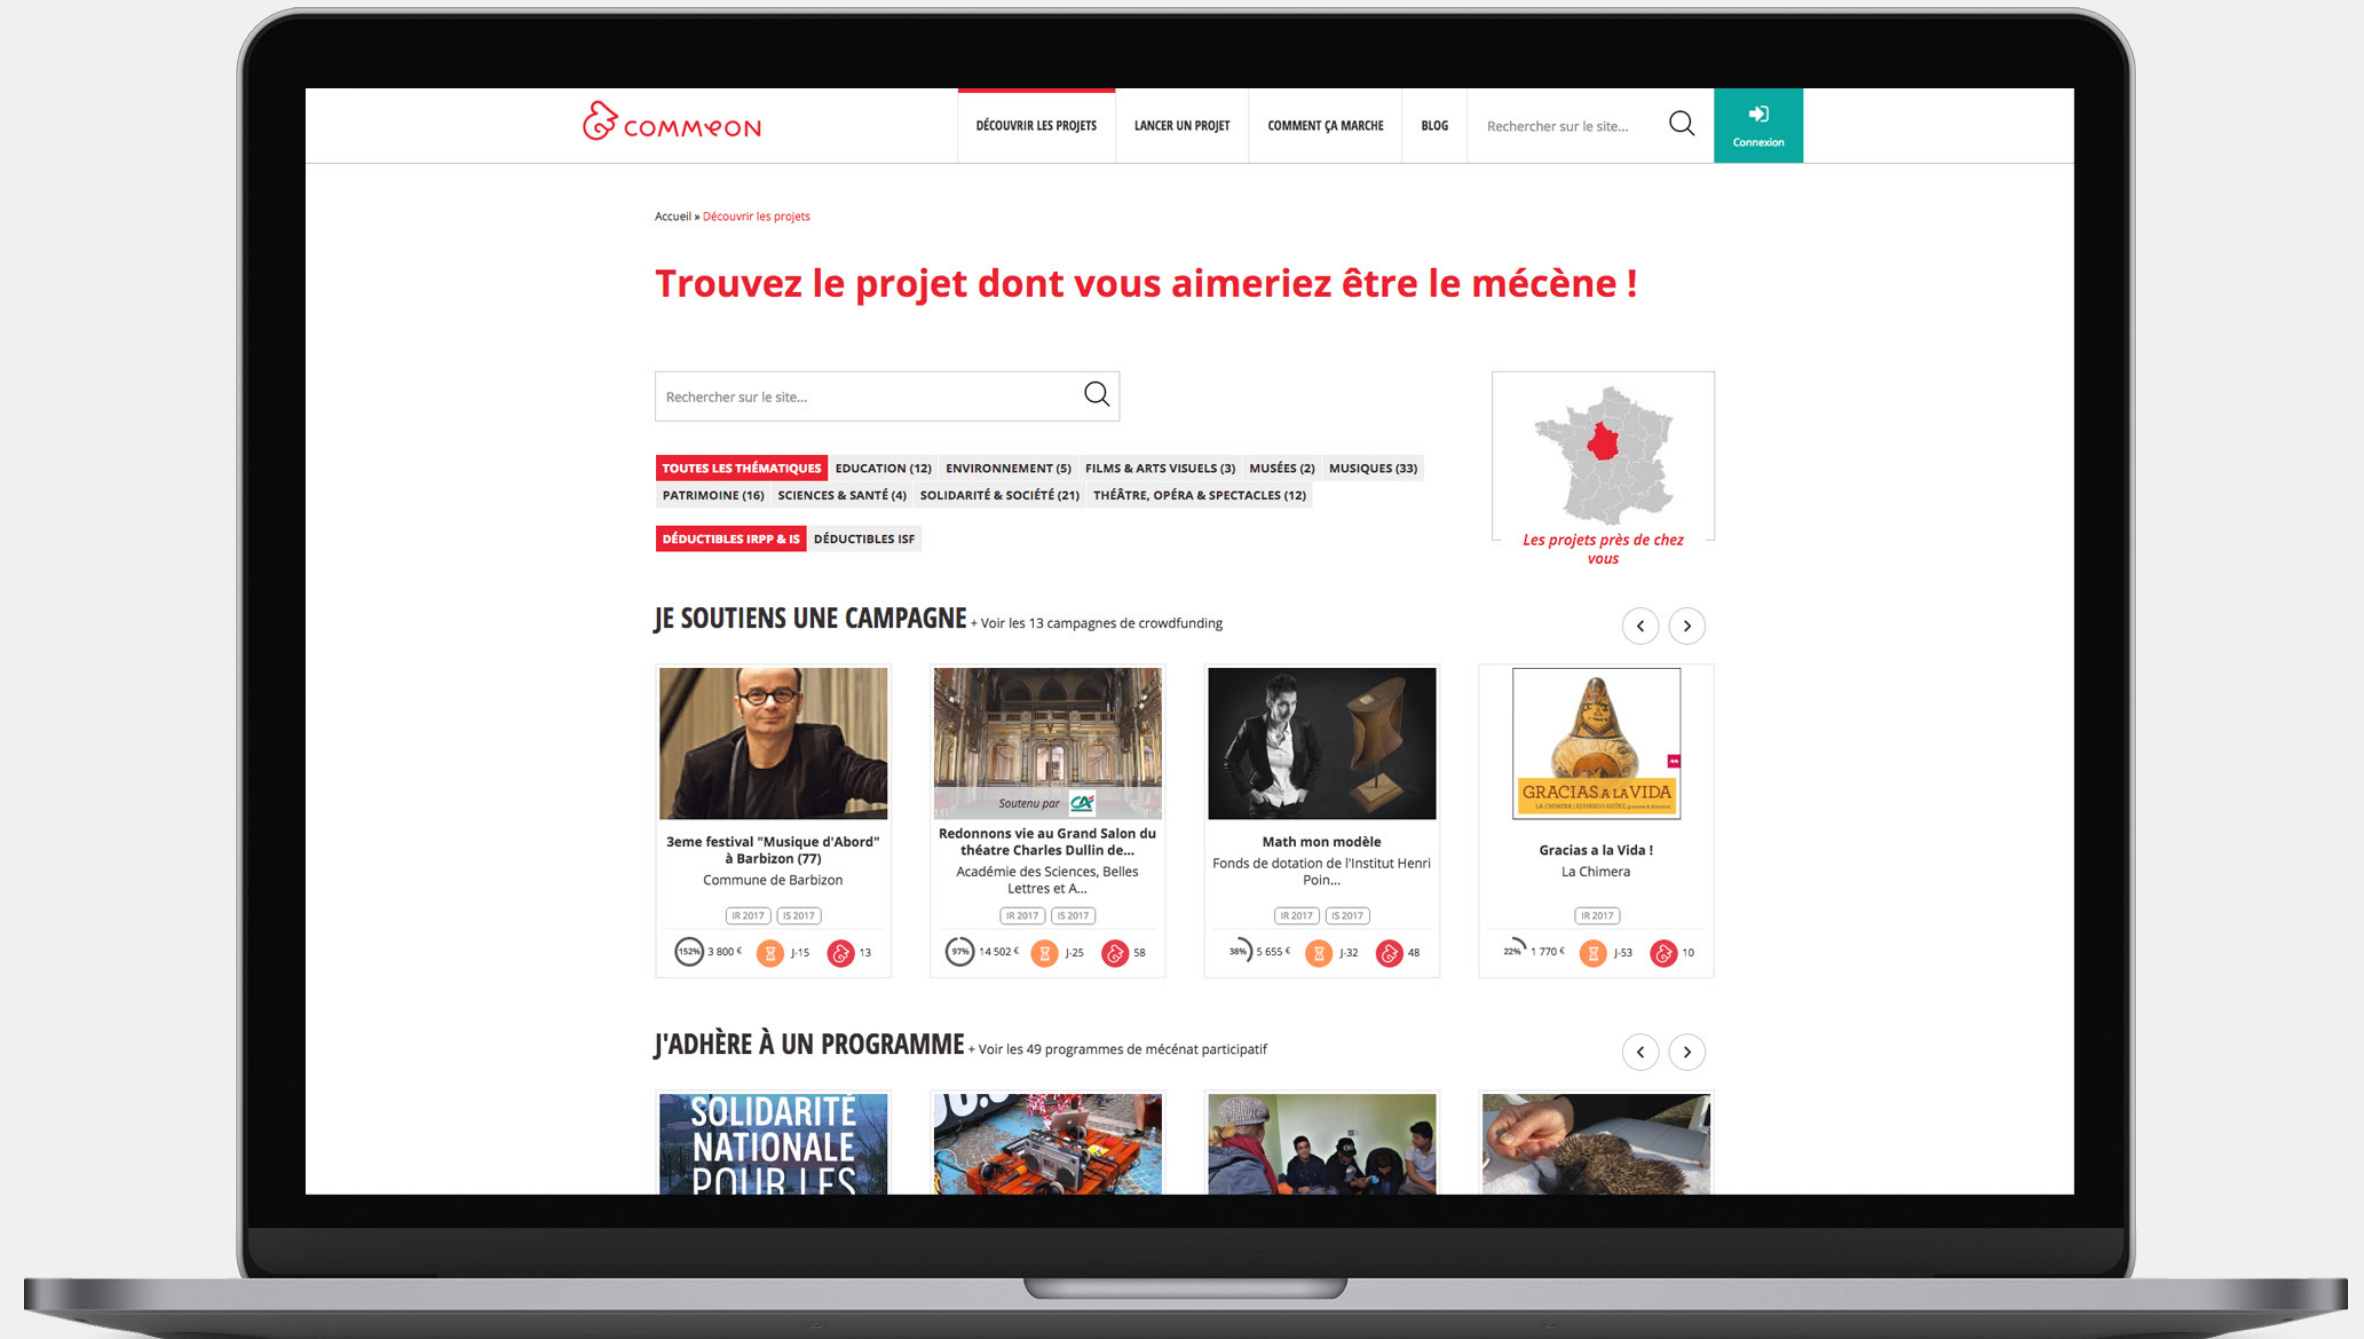 COMMEON
DÉCOUVRIR LES PROJETS
LANCER UN PROJET
COMMENT ÇA MARCHE
BLOG
Rechercher sur le site...
Connexion
Accueil » Découvrir les projets
Trouvez le projet dont vous aimeriez être le mécène !
Rechercher sur le site...
TOUTES LES THÉMATIQUES EDUCATION (12) ENVIRONNEMENT (5) FILMS & ARTS VISUELS (3) MUSÉES (2) MUSIQUES (33)
PATRIMOINE (16) SCIENCES & SANTÉ (4) SOLIDARITÉ & SOCIÉTÉ (21) THÉÂTRE, OPÉRA & SPECTACLES (12)
DÉDUCTIBLES IRPP & IS DÉDUCTIBLES ISF
Les projets près de chez
vous
JE SOUTIENS UNE CAMPAGNE + Voir les 13 campagnes de crowdfunding
3eme festival "Musique d'Abord"
à Barbizon (77)
Commune de Barbizon
IR 2017 IS 2017
152% 3 800 € J-15 13
Soutenu par CA
Redonnons vie au Grand Salon du
théatre Charles Dullin de...
Académie des Sciences, Belles
Lettres et A...
IR 2017 IS 2017
97% 14 502 € J-25 58
Math mon modèle
Fonds de dotation de l'Institut Henri
Poin...
IR 2017 IS 2017
38% 5 655 € J-32 48
GRACIAS A LA VIDA
Gracias a la Vida !
La Chimera
IR 2017
22% 1 770 € J-53 10
J'ADHÈRE À UN PROGRAMME + Voir les 49 programmes de mécénat participatif
SOLIDARITÉ
NATIONALE
POUR LES